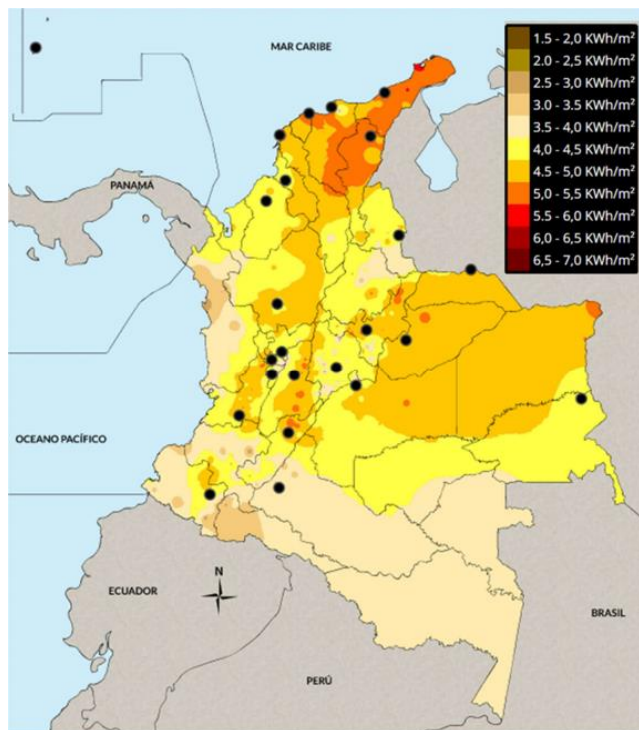 MAR CARIBE
1.5 - 2,0 KWh/m²
2.0 - 2,5 KWh/m²
2.5 - 3,0 KWh/m²
3.0 - 3.5 KWh/m²
3.5 - 4,0 KWh/m²
4.0 - 4,5 KWh/m²
4.5 - 5,0 KWh/m²
5,0 - 5,5 KWh/m²
5.5 - 6,0 KWh/m²
6,0 - 6,5 KWh/m²
6,5 - 7,0 KWh/m²
PANAMÁ
OCEANO PACÍFICO
N
ECUADOR
BRASIL
PERÚ